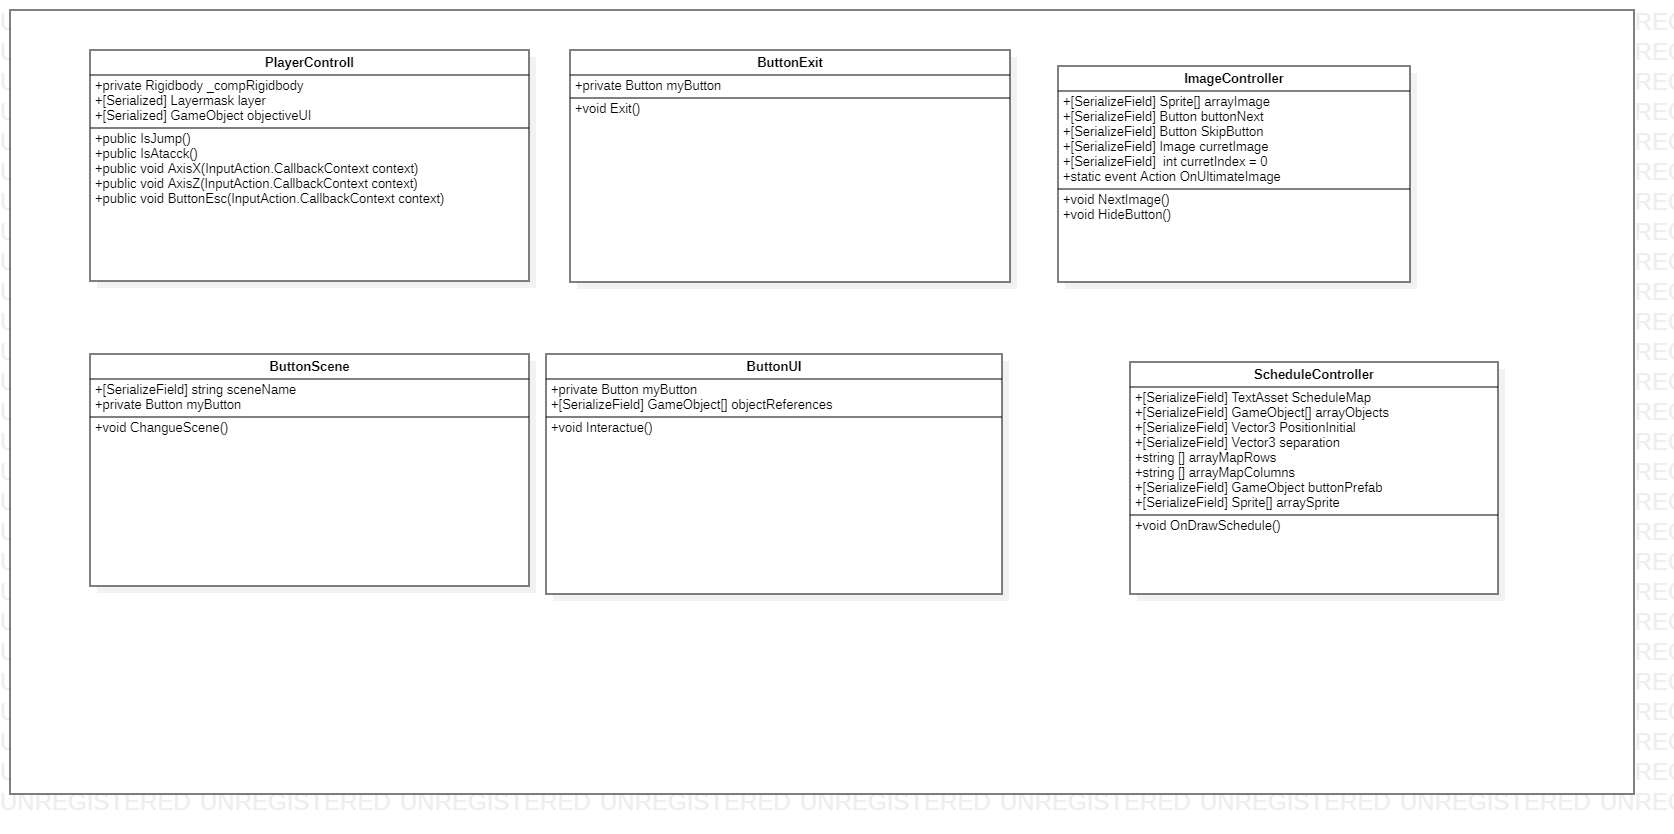 PlayerControll
+private Rigidbody _compRigidbody
+[Serialized] Layermask layer
+[Serialized] GameObject objectiveUI
+public IsJump()
+public IsAtacck()
+public void AxisX(InputAction.CallbackContext context)
+public void AxisZ(InputAction.CallbackContext context)
+public void ButtonEsc(InputAction.CallbackContext context)
ButtonExit
+private Button myButton
+void Exit()
ImageController
+[SerializeField] Sprite[] arrayImage
+[SerializeField] Button buttonNext
+[SerializeField] Button SkipButton
+[SerializeField] Image curretImage
+[SerializeField]  int curretIndex = 0
+static event Action OnUltimateImage
+void NextImage()
+void HideButton()
ButtonScene
+[SerializeField] string sceneName
+private Button myButton
+void ChangueScene()
ButtonUI
+private Button myButton
+[SerializeField] GameObject[] objectReferences
+void Interactue()
ScheduleController
+[SerializeField] TextAsset ScheduleMap
+[SerializeField] GameObject[] arrayObjects
+[SerializeField] Vector3 PositionInitial
+[SerializeField] Vector3 separation
+string [] arrayMapRows
+string [] arrayMapColumns
+[SerializeField] GameObject buttonPrefab
+[SerializeField] Sprite[] arraySprite
+void OnDrawSchedule()
UNREGISTERED UNREGISTERED UNREGISTERED UNREGISTERED UNREGISTERED UNREGISTERED UNREGISTERED UNREGISTERED